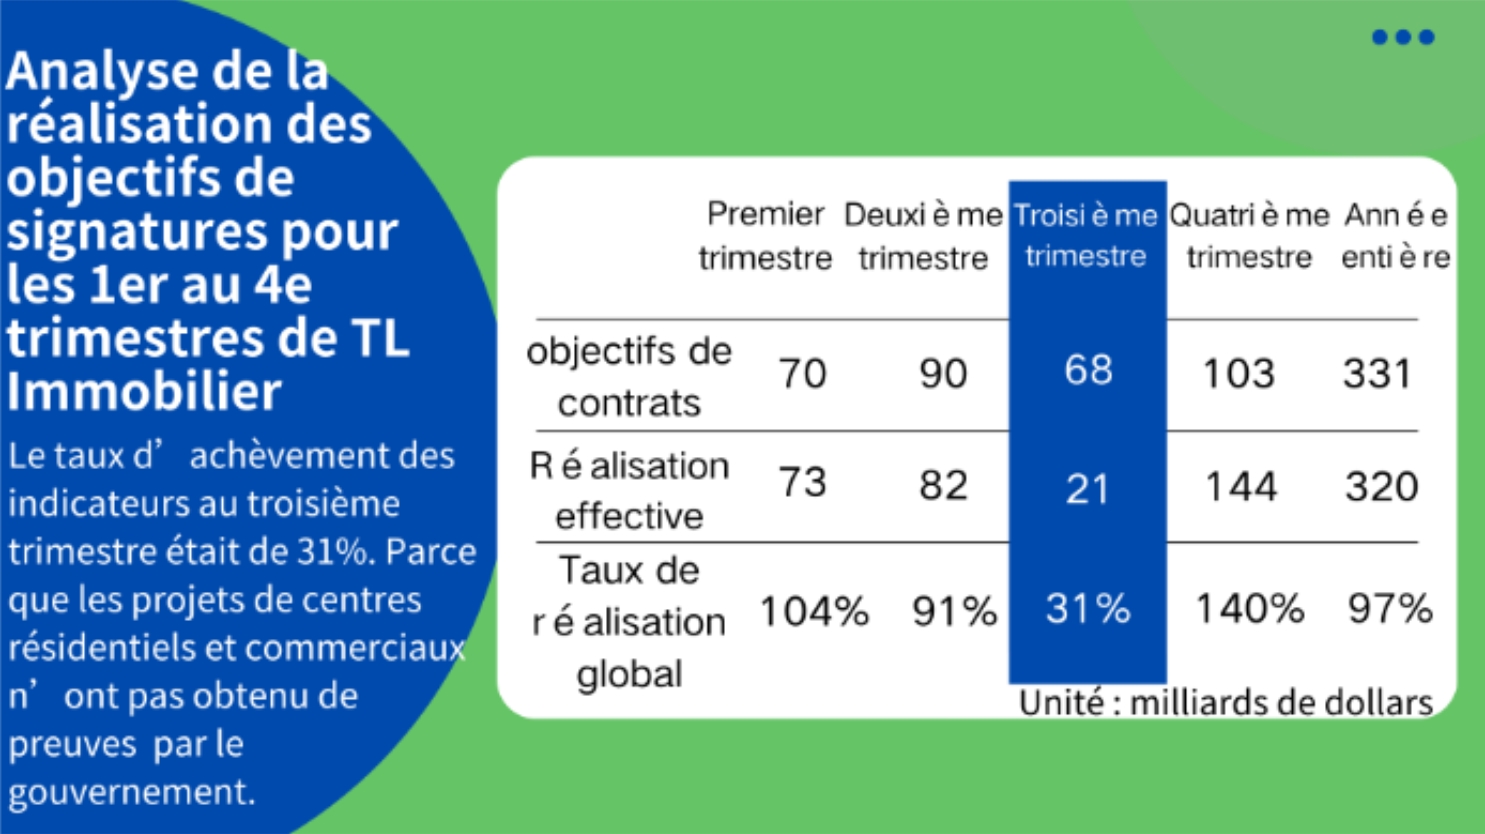 Analyse de la
réalisation des
objectifs de
signatures pour
les 1er au 4e
trimestres de TL
Immobilier
Le taux d’ achèvement des
indicateurs au troisième
trimestre était de 31%. Parce
que les projets de centres
résidentiels et commerciaux
n’ ont pas obtenu de
preuves par le
gouvernement.
Premier Deuxi è me Troisi è me Quatri è me Ann é e
trimestre trimestre trimestre trimestre enti è re
objectifs de
contrats 70 90 68 103 331
R é alisation
effective 73 82 21 144 320
Taux de
r é alisation 104% 91% 31% 140% 97%
global
Unité : milliards de dollars